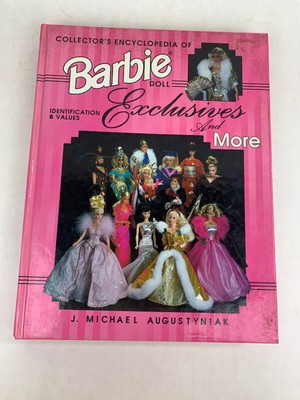 COLLECTOR'S ENCYCLOPEDIA OF
Barbie®
DOLL
IDENTIFICATION
& VALUES
Exclusives
And
More
J. MICHAEL AUGUSTYNIAK